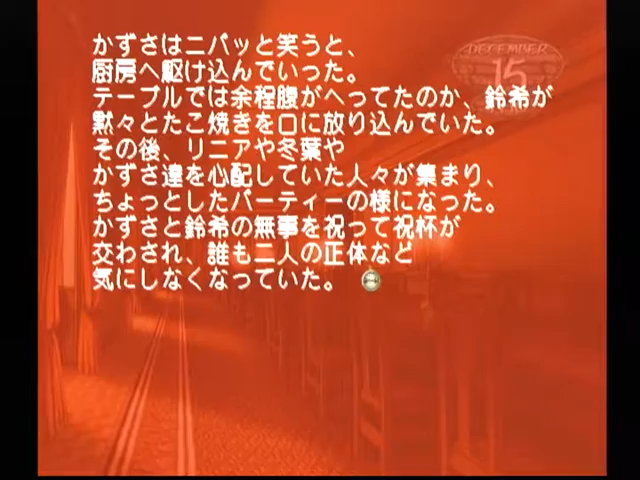 かずさはニパッと笑うと、
厨房へ駆け込んでいった。
テーブルでは余程腹がへってたのか、鈴希が
黙々とたこ焼きを口に放り込んでいた。
その後、リニアや冬葉や
かずさ達を心配していた人々が集まり、
ちょっとしたパーティーの様になった。
かずさと鈴希の無事を祝って祝杯が
交わされ、誰も二人の正体など
気にしなくなっていた。
DECEMBER
15